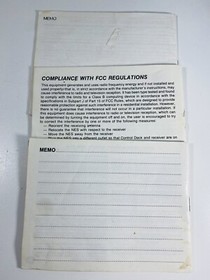 MEMO
COMPLIANCE WITH FCC REGULATIONS
This equipment generates and uses radio frequency energy and if not installed and
used properly, that is, in strict accordance with the manufacturer's instructions, may
cause interference to radio and television reception. It has been type tested and found
to comply with the limits for a Class B computing device in accordance with the
specifications in Subpart J of Part 15 of FCC Rules, which are designed to provide
reasonable protection against such interference in a residential installation. However,
there is no guarantee that interference will not occur in a particular installation. If
this equipment does cause interference to radio or television reception, which can be
determined by turning the equipment off and on, the user is encouraged to try
to correct the interference by one or more of the following measures:
– Reorient the receiving antenna
– Relocate the NES with respect to the receiver
– Move the NES away from the receiver
so that Control Deck and receiver are on
MEMO